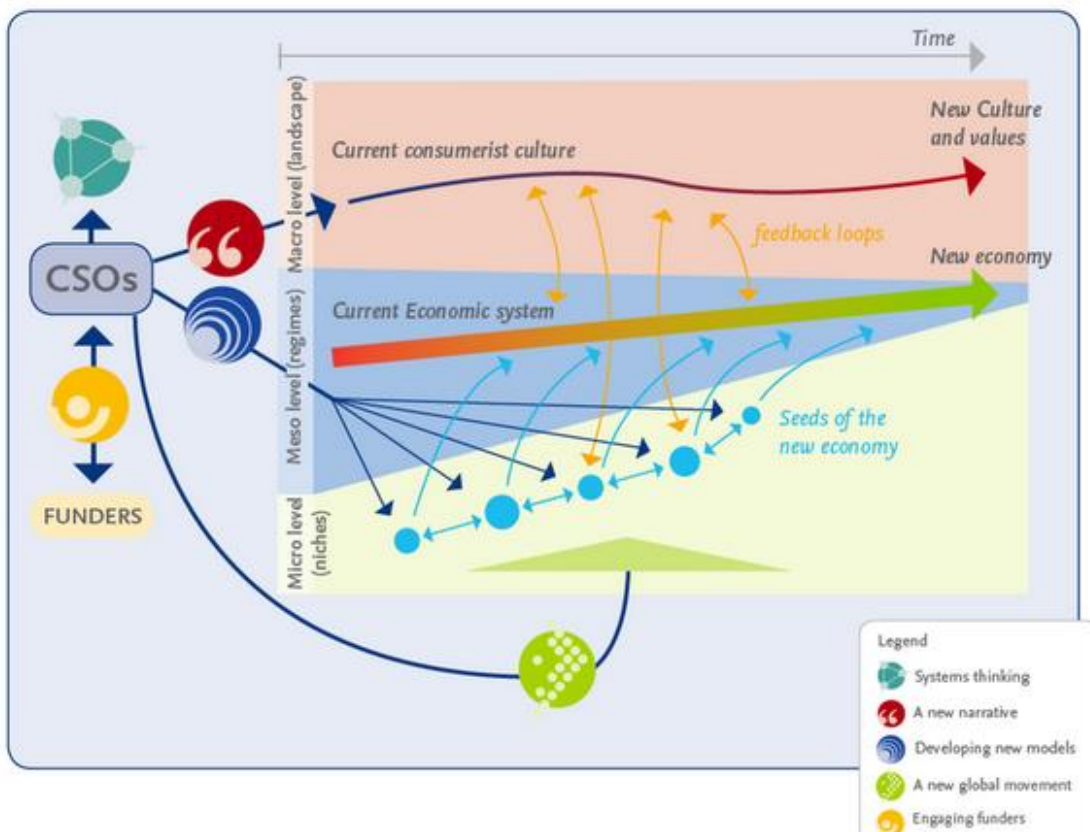 Time
Macro level (landscape)
Current consumerist culture
New Culture
and values
feedback loops
New economy
CSOs
Meso level (regimes)
Current Economic system
Seeds of the
new economy
FUNDERS
Micro level
(niches)
Legend
Systems thinking
A new narrative
Developing new models
A new global movement
Engaging funders